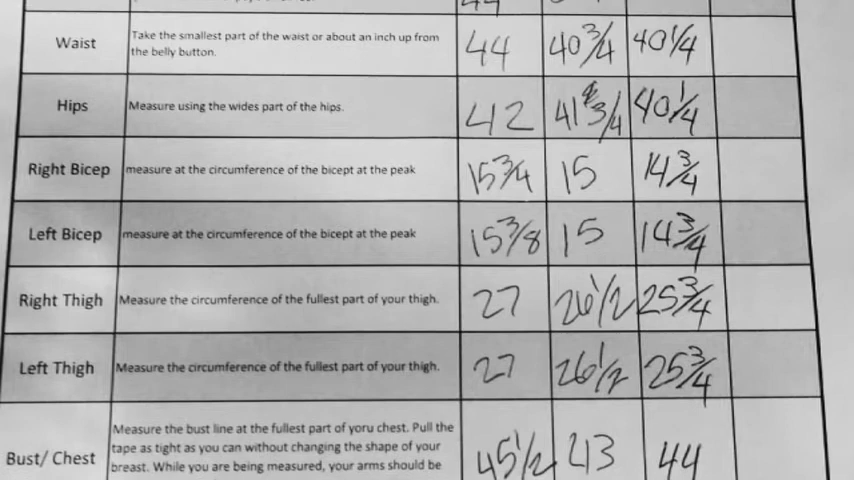 44
Waist Take the smallest part of the waist or about an inch up from the belly button. 44 40 3/4 40 1/4
Hips Measure using the wides part of the hips. 42 41 3/4 40 1/4
Right Bicep measure at the circumference of the bicept at the peak 15 3/4 15 14 3/4
Left Bicep measure at the circumference of the bicept at the peak 15 3/8 15 14 3/4
Right Thigh Measure the circumference of the fullest part of your thigh. 27 26 1/2 25 3/4
Left Thigh Measure the circumference of the fullest part of your thigh. 27 26 1/2 25 3/4
Bust/ Chest Measure the bust line at the fullest part of yoru chest. Pull the
tape as tight as you can without changing the shape of your
breast. While you are being measured, your arms should be 45 1/2 43 44